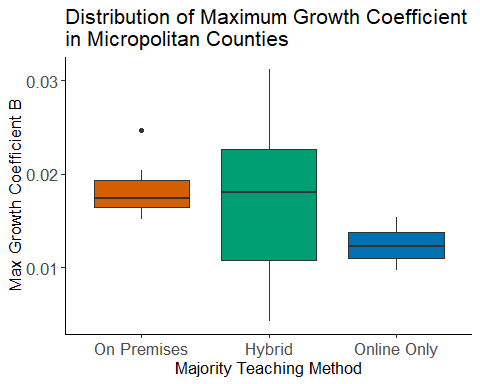 Distribution of Maximum Growth Coefficient
in Micropolitan Counties
Max Growth Coefficient B
0.03
0.02
0.01
On Premises
Hybrid
Online Only
Majority Teaching Method